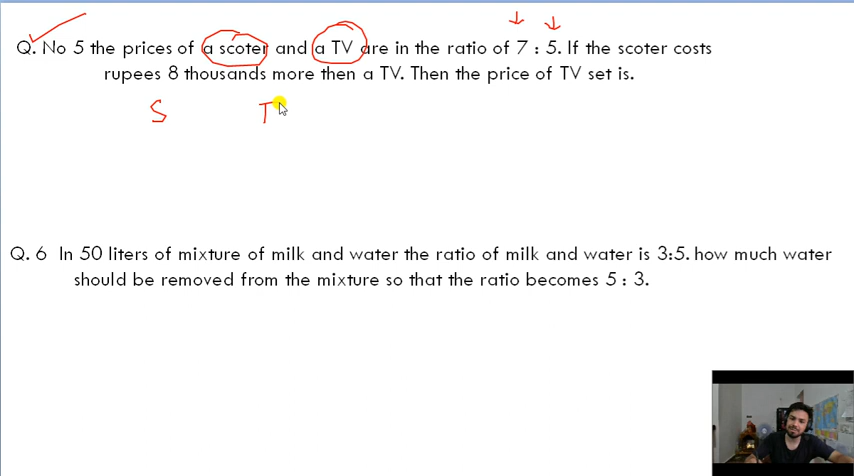 Q. No 5 the prices of a scoter and a TV are in the ratio of 7 : 5. If the scoter costs
rupees 8 thousands more then a TV. Then the price of TV set is.
S T
Q. 6 In 50 liters of mixture of milk and water the ratio of milk and water is 3:5. how much water
should be removed from the mixture so that the ratio becomes 5 : 3.